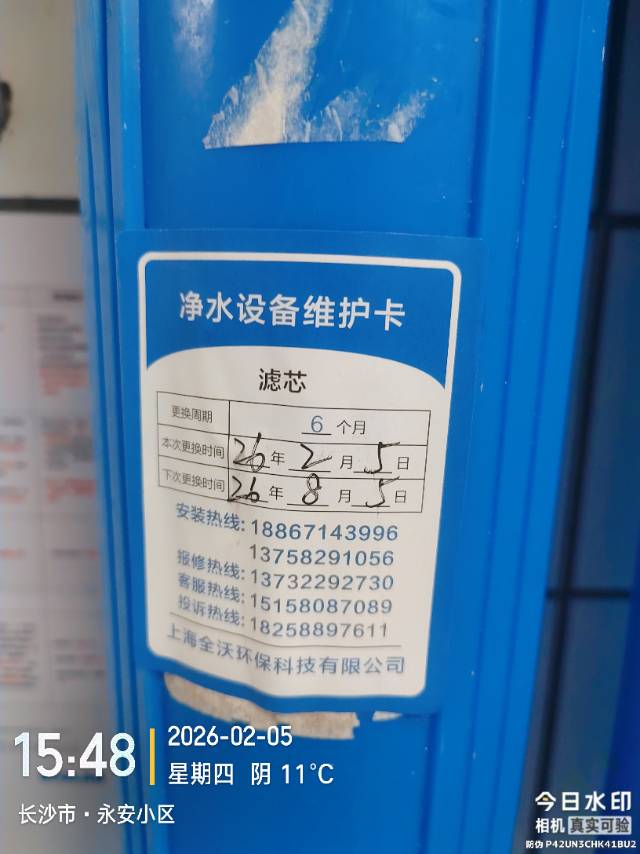 净水设备维护卡
滤芯
更换周期 6 个月
本次更换时间 26 年 2 月 5 日
下次更换时间 26 年 8 月 5 日
安装热线: 18867143996
13758291056
报修热线: 13732292730
客服热线: 15158087089
投诉热线: 18258897611
上海全沃环保科技有限公司
15:48
2026-02-05
星期四 阴 11℃
长沙市·永安小区
今日水印
相机 真实可验
防伪 P42UN3CHK41BU2